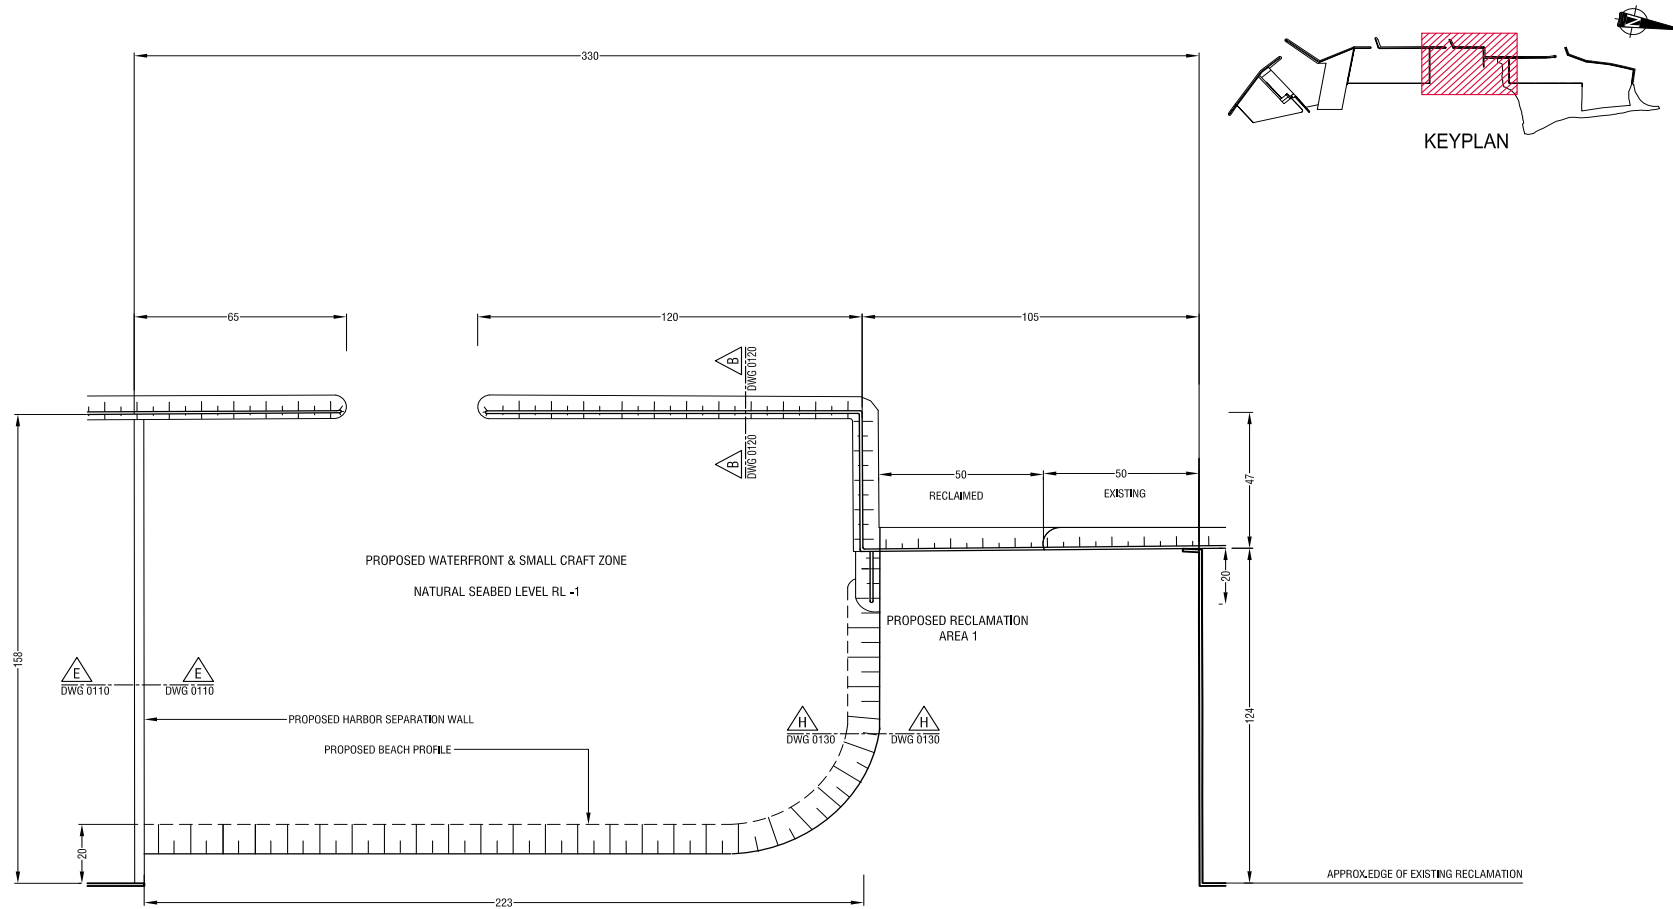 N
330
KEYPLAN
65
120
105
B
DWG 0120
B
DWG 0120
50
50
47
RECLAIMED
EXISTING
PROPOSED WATERFRONT & SMALL CRAFT ZONE
NATURAL SEABED LEVEL RL -1
20
PROPOSED RECLAMATION
AREA 1
158
E
DWG 0110
E
DWG 0110
PROPOSED HARBOR SEPARATION WALL
H
DWG 0130
H
DWG 0130
124
PROPOSED BEACH PROFILE
20
APPROX.EDGE OF EXISTING RECLAMATION
223